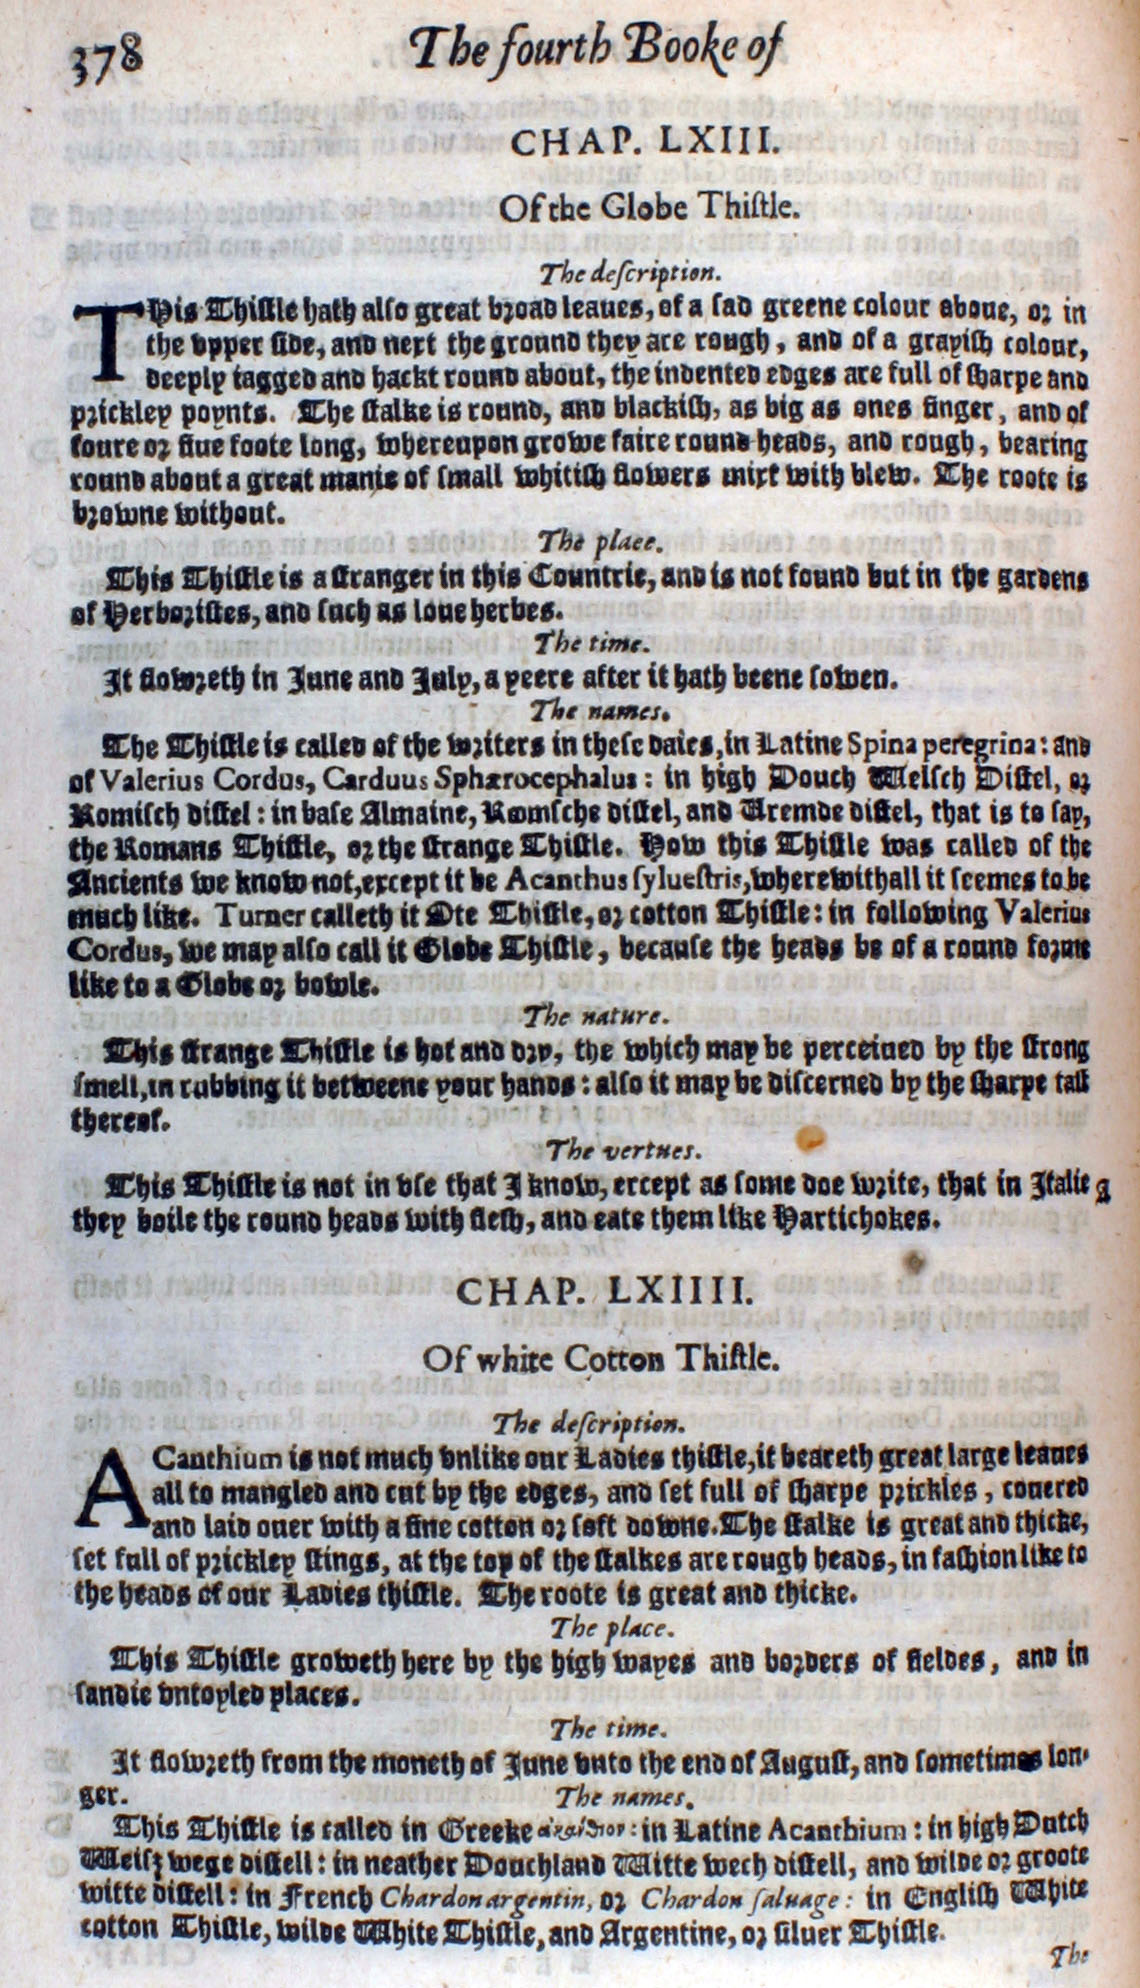 378 The fourth Booke of
CHAP. LXIII.
Of the Globe Thiſtle.
The deſcription.
THis Thiſtle hath alſo great broad leaues, of a ſad greene colour aboue, or in
the vpper ſide, and next the ground they are rough, and of a grayiſh colour,
deeply iagged and hackt round about, the indented edges are full of ſharpe and
prickley poynts. The ſtalke is round, and blackiſh, as big as ones finger, and of
foure or fiue foote long, whereupon growe faire round heads, and rough, bearing
round about a great manie of ſmall whitiſh flowers mixt with blew. The roote is
browne without.
The place.
This Thiſtle is a ſtranger in this Countrie, and is not found but in the gardens
of Herboriſtes, and ſuch as loue herbes.
The time.
It flowreth in June and July, a yeere after it hath beene ſowen.
The names.
The Thiſtle is called of the writers in theſe daies, in Latine Spina peregrina: and
of Valerius Cordus, Carduus Sphærocephalus: in high Douch Welſch Diſtel, or
Romiſch diſtel: in baſe Almaine, Roomſche diſtel, and Uremde diſtel, that is to ſay,
the Romans Thiſtle, or the ſtrange Thiſtle. How this Thiſtle was called of the
Ancients we know not, except it be Acanthus ſylueſtris, wherewithall it ſeemes to be
much like. Turner calleth it Ote Thiſtle, or cotton Thiſtle: in following Valerius
Cordus, we may alſo call it Globe Thiſtle, becauſe the heads be of a round forme
like to a Globe or bowle.
The nature.
This ſtrange Thiſtle is hot and dry, the which may be perceiued by the ſtrong
ſmell, in rubbing it betweene your hands: alſo it may be diſcerned by the ſharpe taſt
thereof.
The vertues.
This Thiſtle is not in vſe that I know, except as ſome doe write, that in Italie
they boile the round heads with fleſh, and eate them like Hartichokes.
CHAP. LXIIII.
Of white Cotton Thiſtle.
The deſcription.
ACanthium is not much vnlike our Ladies thiſtle, it beareth great large leaues
all to mangled and cut by the edges, and ſet full of ſharpe prickles, couered
and laid ouer with a fine cotton or ſoft downe. The ſtalke is great and thicke,
ſet full of prickley ſtings, at the top of the ſtalkes are rough heads, in faſhion like to
the heads of our Ladies thiſtle. The roote is great and thicke.
The place.
This Thiſtle groweth here by the high wayes and borders of fieldes, and in
ſandie vntoyled places.
The time.
It flowreth from the moneth of June vnto the end of Auguſt, and ſometimes lon-
ger. The names.
This Thiſtle is called in Greeke ἀκάνθιον: in Latine Acanthium: in high Dutch
Weiſz wege diſtell: in neather Douchland Witte wech diſtell, and wilde or groote
witte diſtell: in French Chardon argentin, or Chardon ſaluage: in Engliſh White
cotton Thiſtle, wilde White Thiſtle, and Argentine, or ſiluer Thiſtle.
The